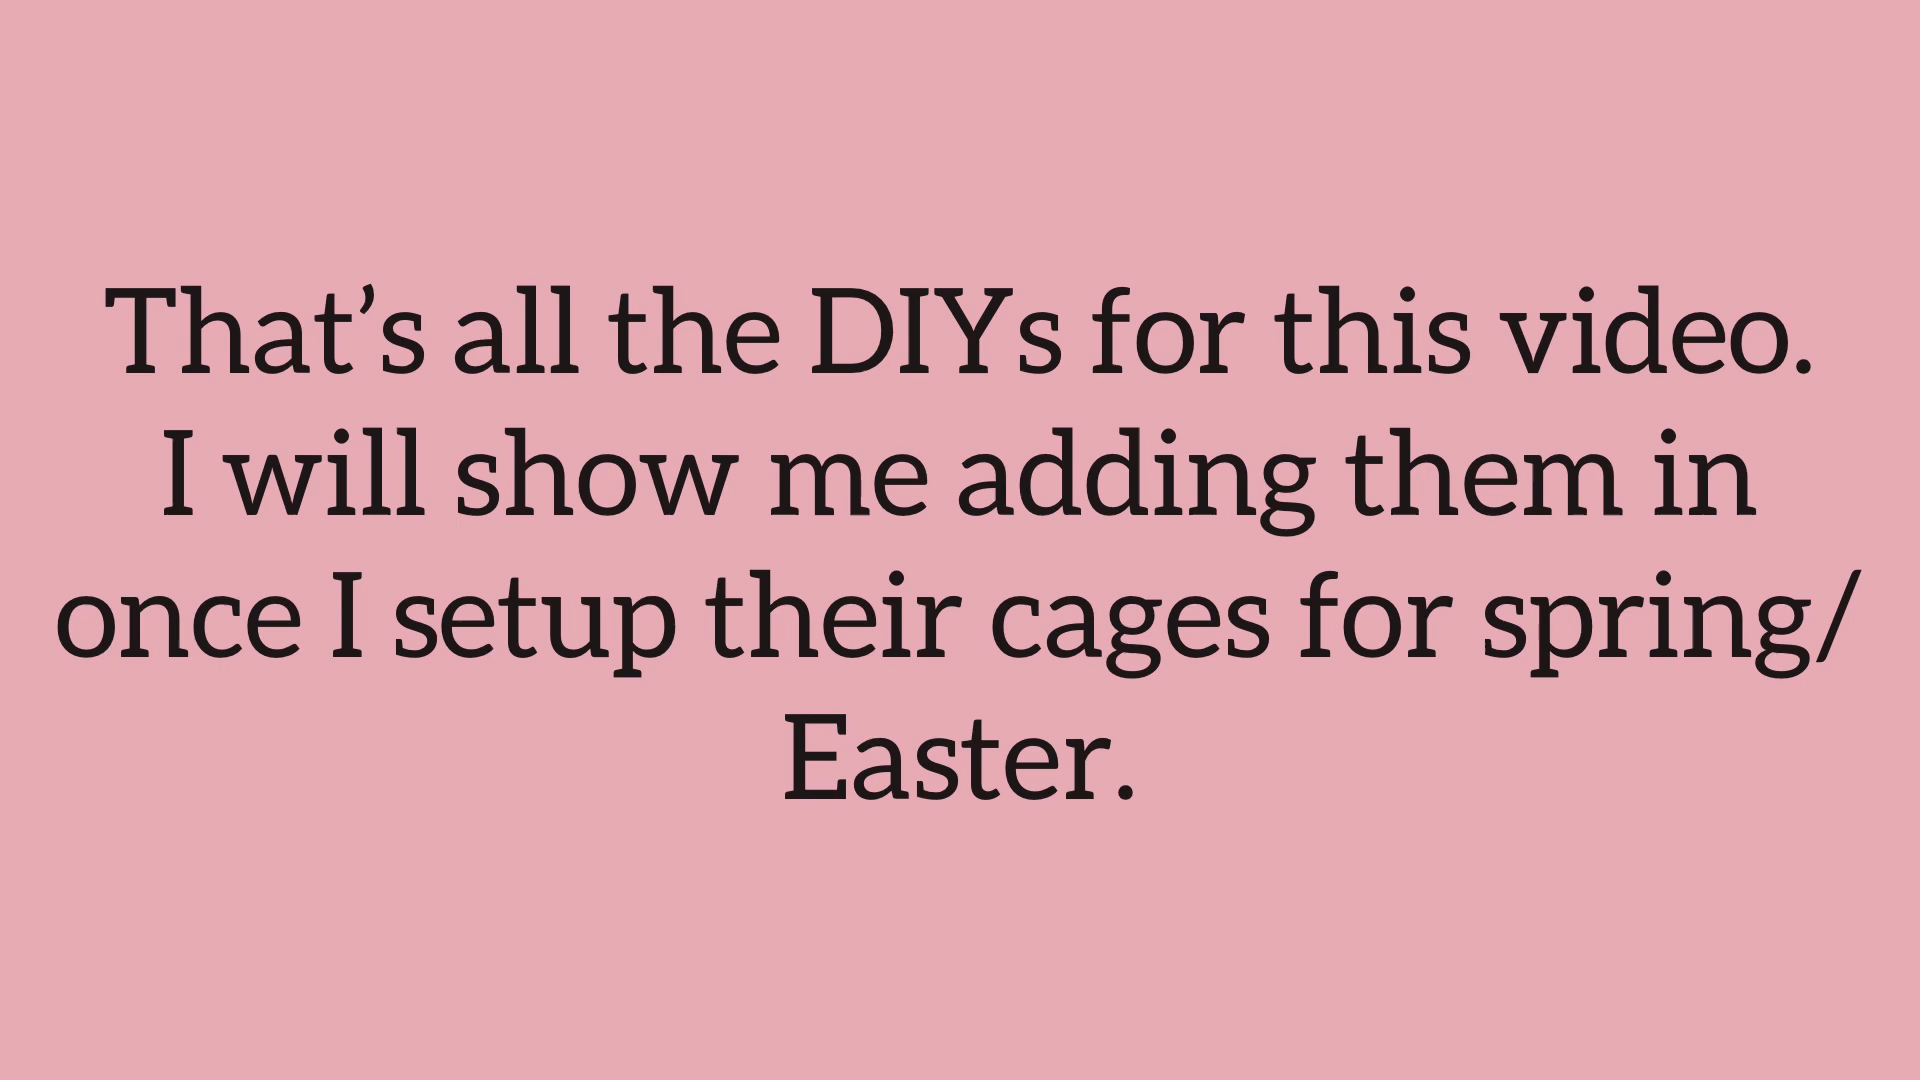 That’s all the DIYs for this video.
I will show me adding them in
once I setup their cages for spring/
Easter.